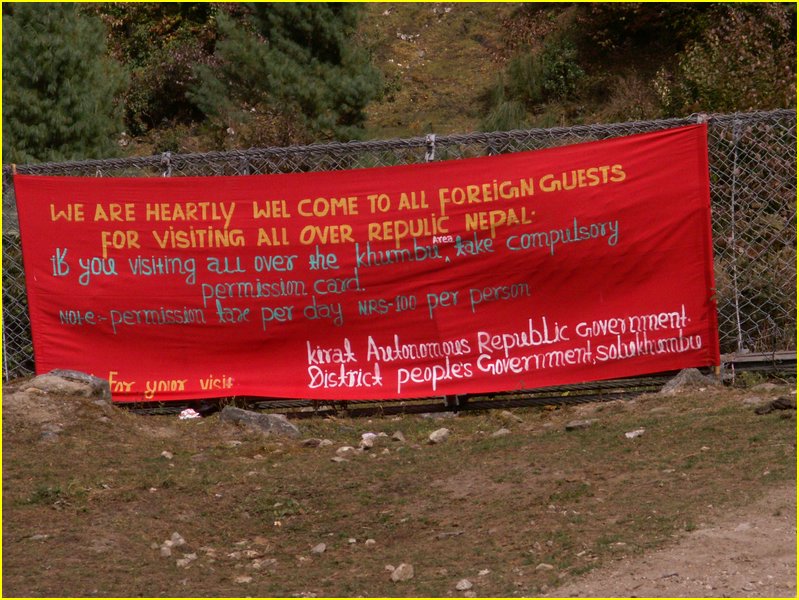 WE ARE HEARTLY WEL COME TO ALL FOREIGN GUESTS
FOR VISITING ALL OVER REPULIC NEPAL.
if you visiting all over the khumbu Area, take compulsory
permission card.
NOTE:- permission tax per day NRS-100 per person
kirat Autonomous Republic Government.
District peoples Government, solukhumbu
For your visit